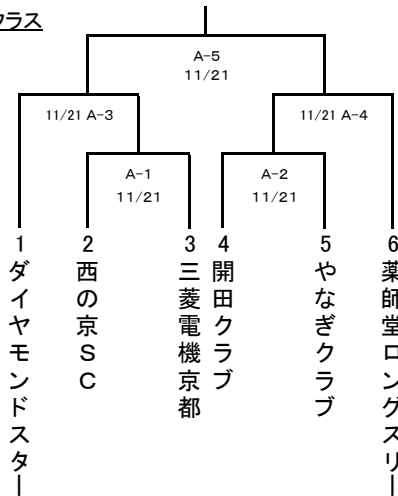 クラス
A-5
11/21
11/21 A-3
11/21 A-4
A-1
11/21
A-2
11/21
1 ダイヤモンドスター
2 西の京SC
3 三菱電機京都
4 開田クラブ
5 やなぎクラブ
6 薬師堂ロングスリー